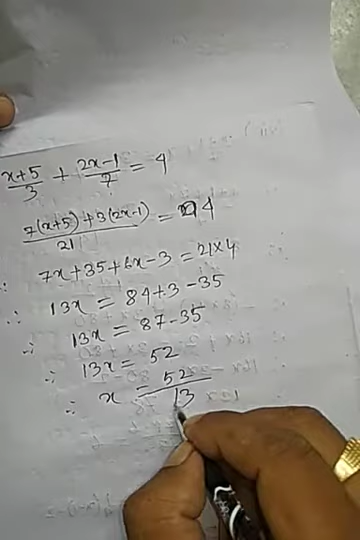 (x+5)/3 + (2x-1)/7 = 4
(7(x+5)+3(2x-1))/21 = 4
7x+35+6x-3 = 21×4
∴ 13x = 84+3-35
∴ 13x = 87-35
∴ 13x = 52
∴ x = 52/13